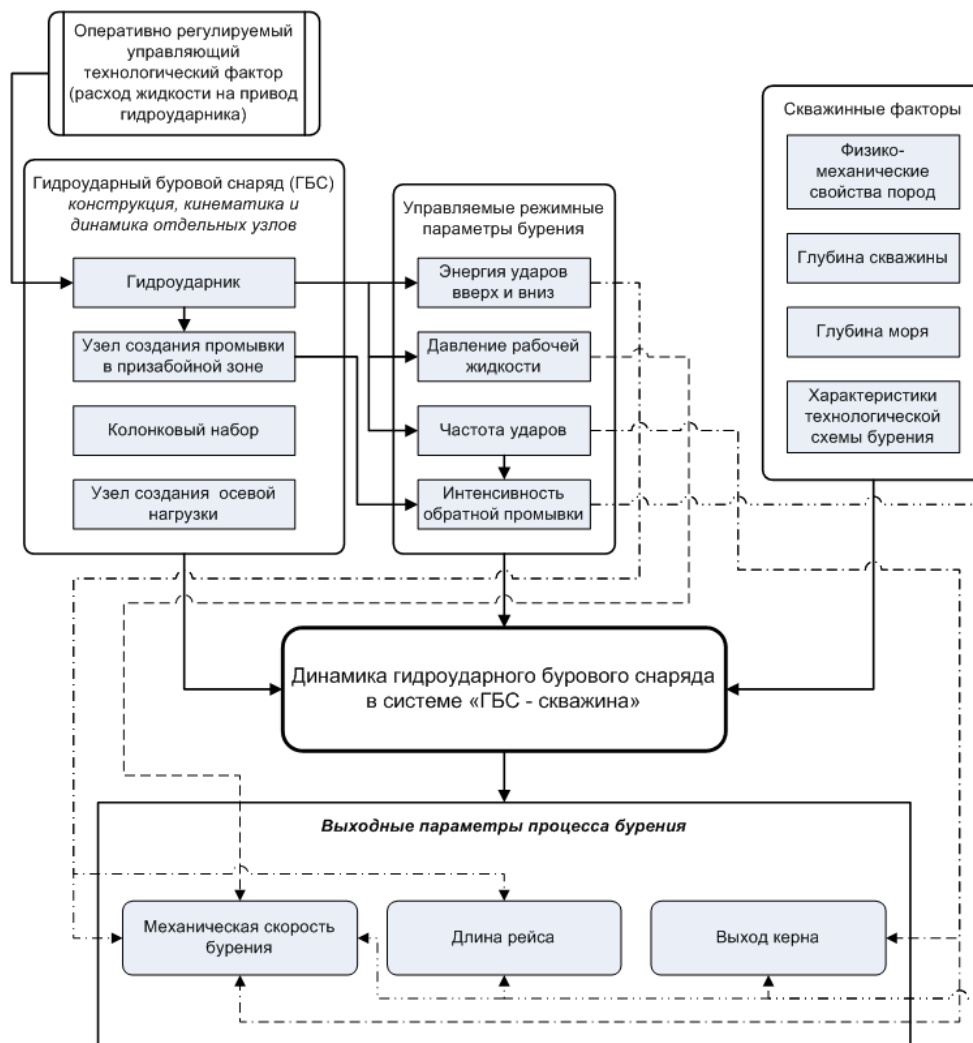 Оперативно регулируемый
управляющий
технологический фактор
(расход жидкости на привод
гидроударника)
Гидроударный буровой снаряд (ГБС)
конструкция, кинематика и
динамика отдельных узлов
Гидроударник
Узел создания промывки
в призабойной зоне
Колонковый набор
Узел создания осевой
нагрузки
Управляемые режимные
параметры бурения
Энергия ударов
вверх и вниз
Давление рабочей
жидкости
Частота ударов
Интенсивность
обратной промывки
Скважинные факторы
Физико-
механические
свойства пород
Глубина скважины
Глубина моря
Характеристики
технологической
схемы бурения
Динамика гидроударного бурового снаряда
в системе «ГБС - скважина»
Выходные параметры процесса бурения
Механическая скорость
бурения
Длина рейса
Выход керна